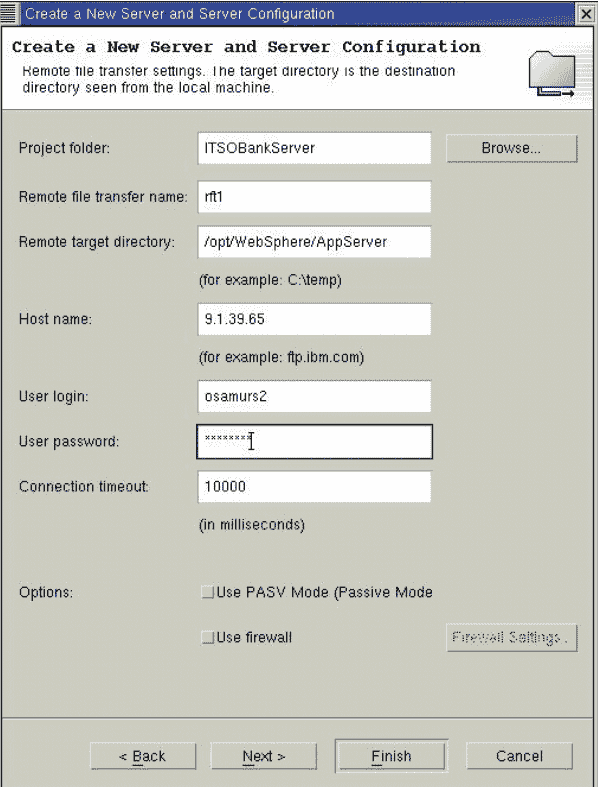 Create a New Server and Server Configuration
Create a New Server and Server Configuration
Remote file transfer settings. The target directory is the destination
directory seen from the local machine.
Project folder: ITSOBankServer Browse...
Remote file transfer name: rft1
Remote target directory: /opt/WebSphere/AppServer
(for example: C:\temp)
Host name: 9.1.39.65
(for example: ftp.ibm.com)
User login: osamurs2
User password: ********
Connection timeout: 10000
(in milliseconds)
Options: Use PASV Mode (Passive Mode
Use firewall Firewall Settings .
< Back Next > Finish Cancel